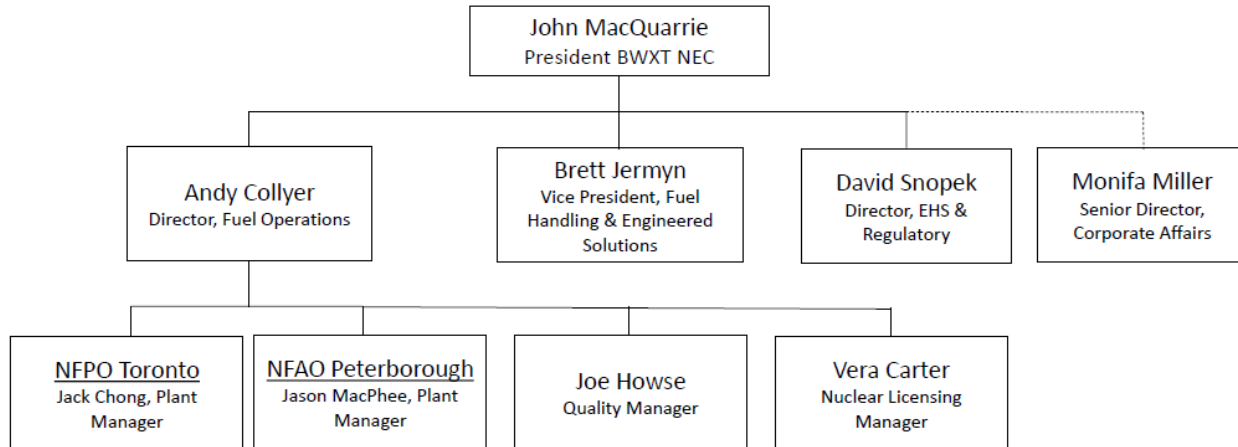 John MacQuarrie
President BWXT NEC
Andy Collyer
Director, Fuel Operations
Brett Jermyn
Vice President, Fuel
Handling & Engineered
Solutions
David Snopek
Director, EHS &
Regulatory
Monifa Miller
Senior Director,
Corporate Affairs
NFPO Toronto
Jack Chong, Plant
Manager
NFAO Peterborough
Jason MacPhee, Plant
Manager
Joe Howse
Quality Manager
Vera Carter
Nuclear Licensing
Manager